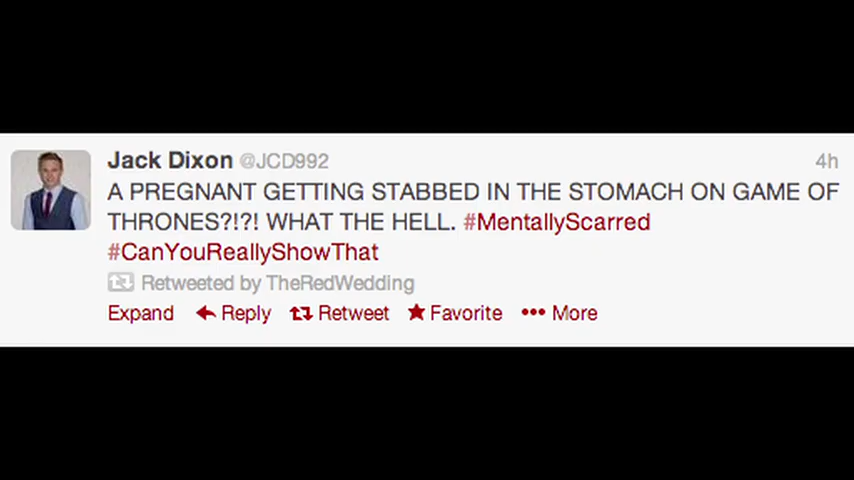 Jack Dixon @JCD992 4h
A PREGNANT GETTING STABBED IN THE STOMACH ON GAME OF
THRONES?!?! WHAT THE HELL. #MentallyScarred
#CanYouReallyShowThat
Retweeted by TheRedWedding
Expand Reply Retweet Favorite More